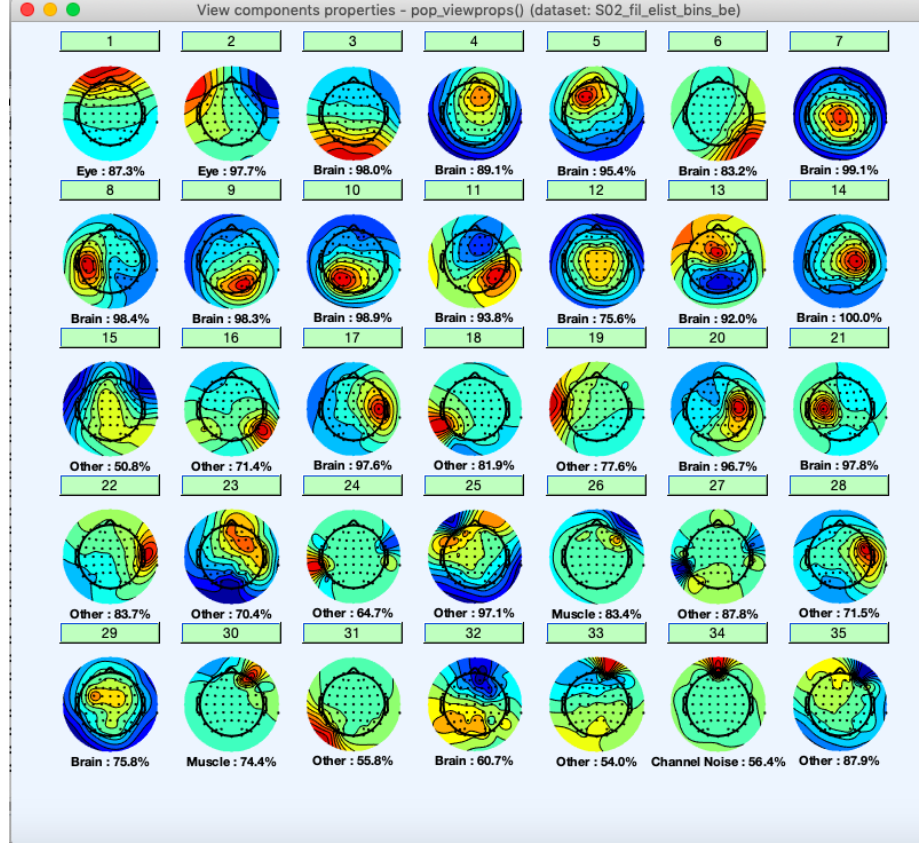 View components properties - pop_viewprops() (dataset: S02_fil_elist_bins_be)
1 2 3 4 5 6 7
Eye : 87.3% Eye : 97.7% Brain : 98.0% Brain : 89.1% Brain : 95.4% Brain : 83.2% Brain : 99.1%
8 9 10 11 12 13 14
Brain : 98.4% Brain : 98.3% Brain : 98.9% Brain : 93.8% Brain : 75.6% Brain : 92.0% Brain : 100.0%
15 16 17 18 19 20 21
Other : 50.8% Other : 71.4% Brain : 97.6% Other : 81.9% Other : 77.6% Brain : 96.7% Brain : 97.8%
22 23 24 25 26 27 28
Other : 83.7% Other : 70.4% Other : 64.7% Other : 97.1% Muscle : 83.4% Other : 87.8% Other : 71.5%
29 30 31 32 33 34 35
Brain : 75.8% Muscle : 74.4% Other : 55.8% Brain : 60.7% Other : 54.0% Channel Noise : 56.4% Other : 87.9%